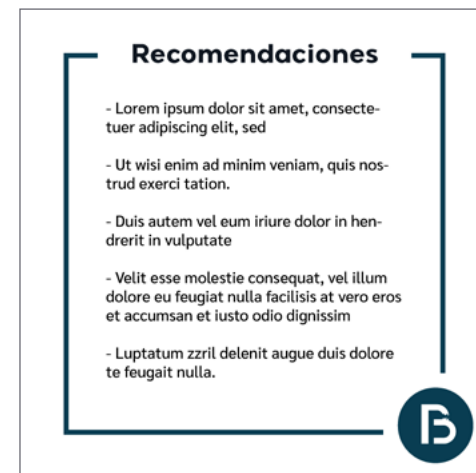 Recomendaciones
- Lorem ipsum dolor sit amet, consecte-
tuer adipiscing elit, sed
- Ut wisi enim ad minim veniam, quis nos-
trud exerci tation.
- Duis autem vel eum iriure dolor in hen-
drerit in vulputate
- Velit esse molestie consequat, vel illum
dolore eu feugiat nulla facilisis at vero eros
et accumsan et iusto odio dignissim
- Luptatum zzril delenit augue duis dolore
te feugait nulla.
B